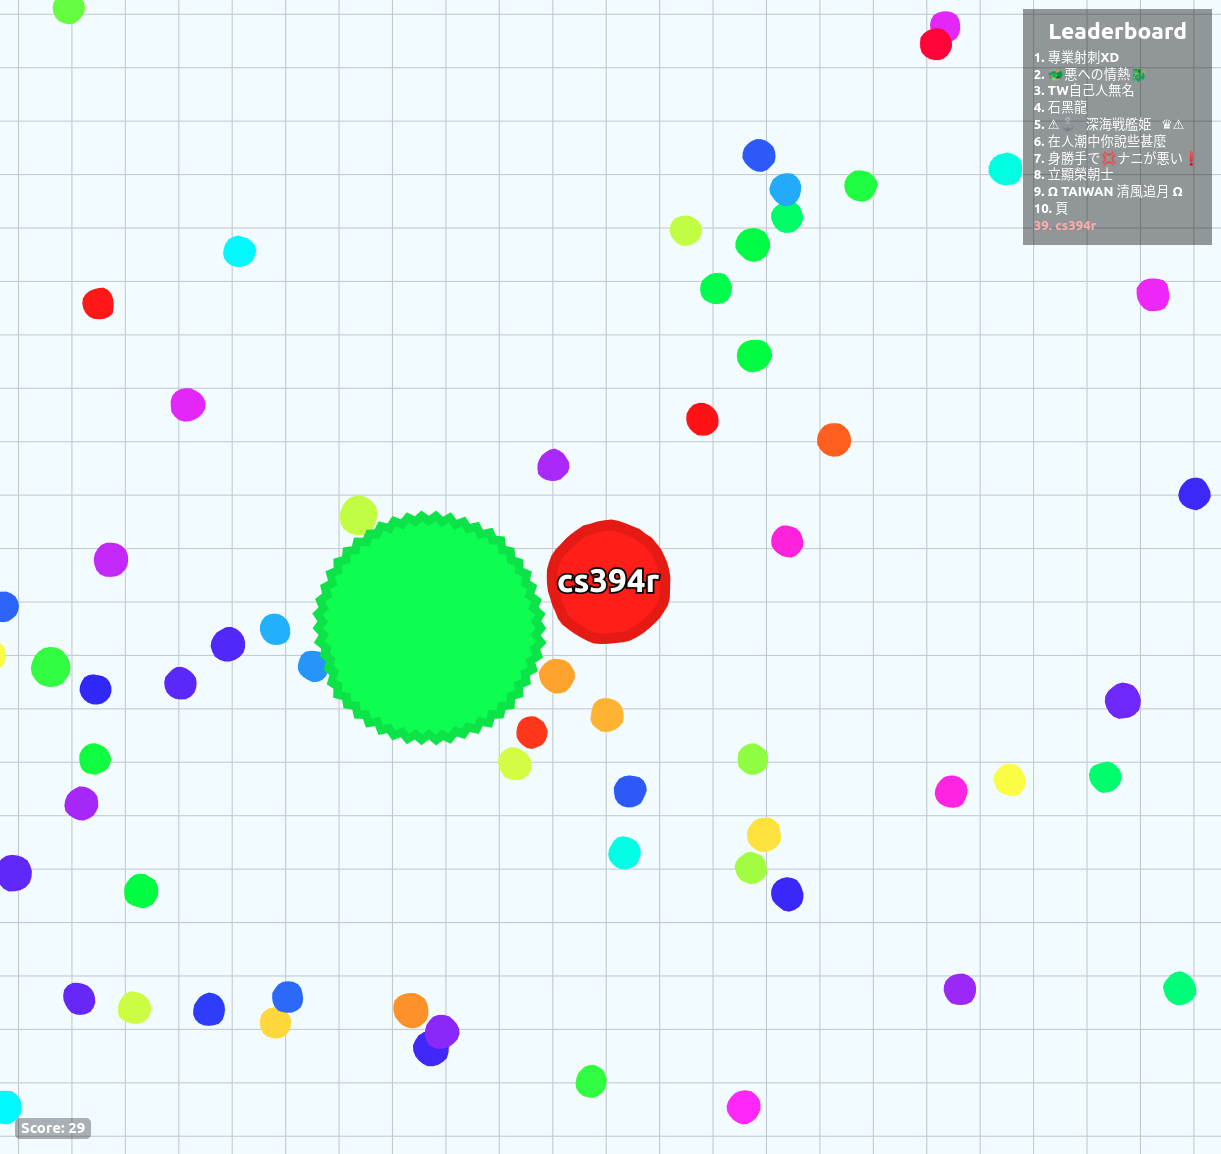 Leaderboard
1. 專業射刺XD
2. 🐲悪への情熱🐉
3. TW自己人無名
4. 石黑龍
5. ⚠⚓ 深海戦艦姫 ♛⚠
6. 在人潮中你說些甚麼
7. 身勝手で💢ナニが悪い❗
8. 立顯榮朝士
9. Ω TAIWAN 清風追月 Ω
10. 頁
39. cs394r
cs394r
Score: 29